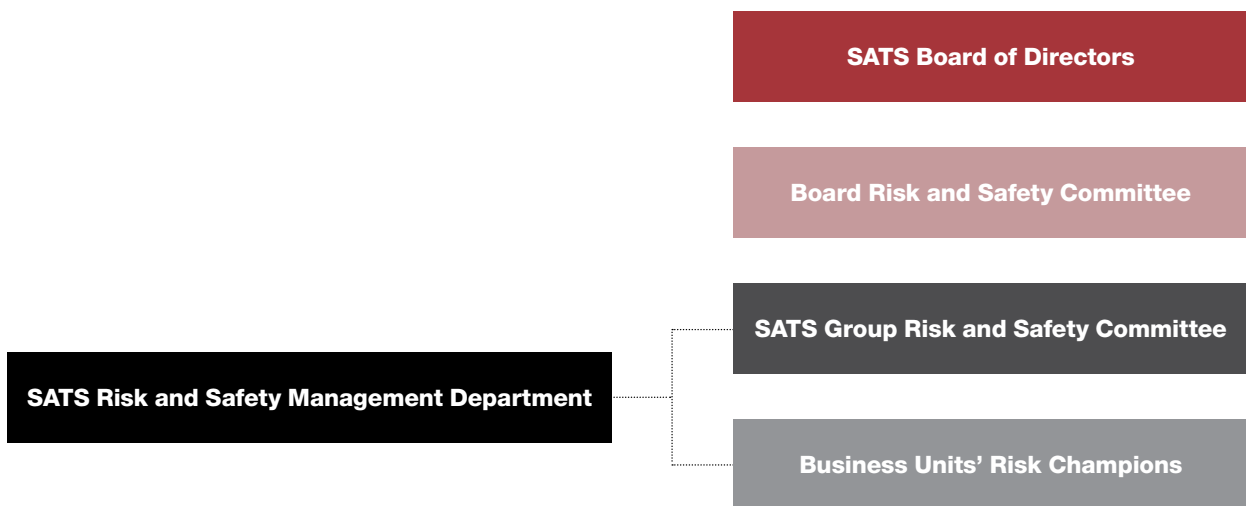 SATS Board of Directors
Board Risk and Safety Committee
SATS Group Risk and Safety Committee
SATS Risk and Safety Management Department
Business Units’ Risk Champions